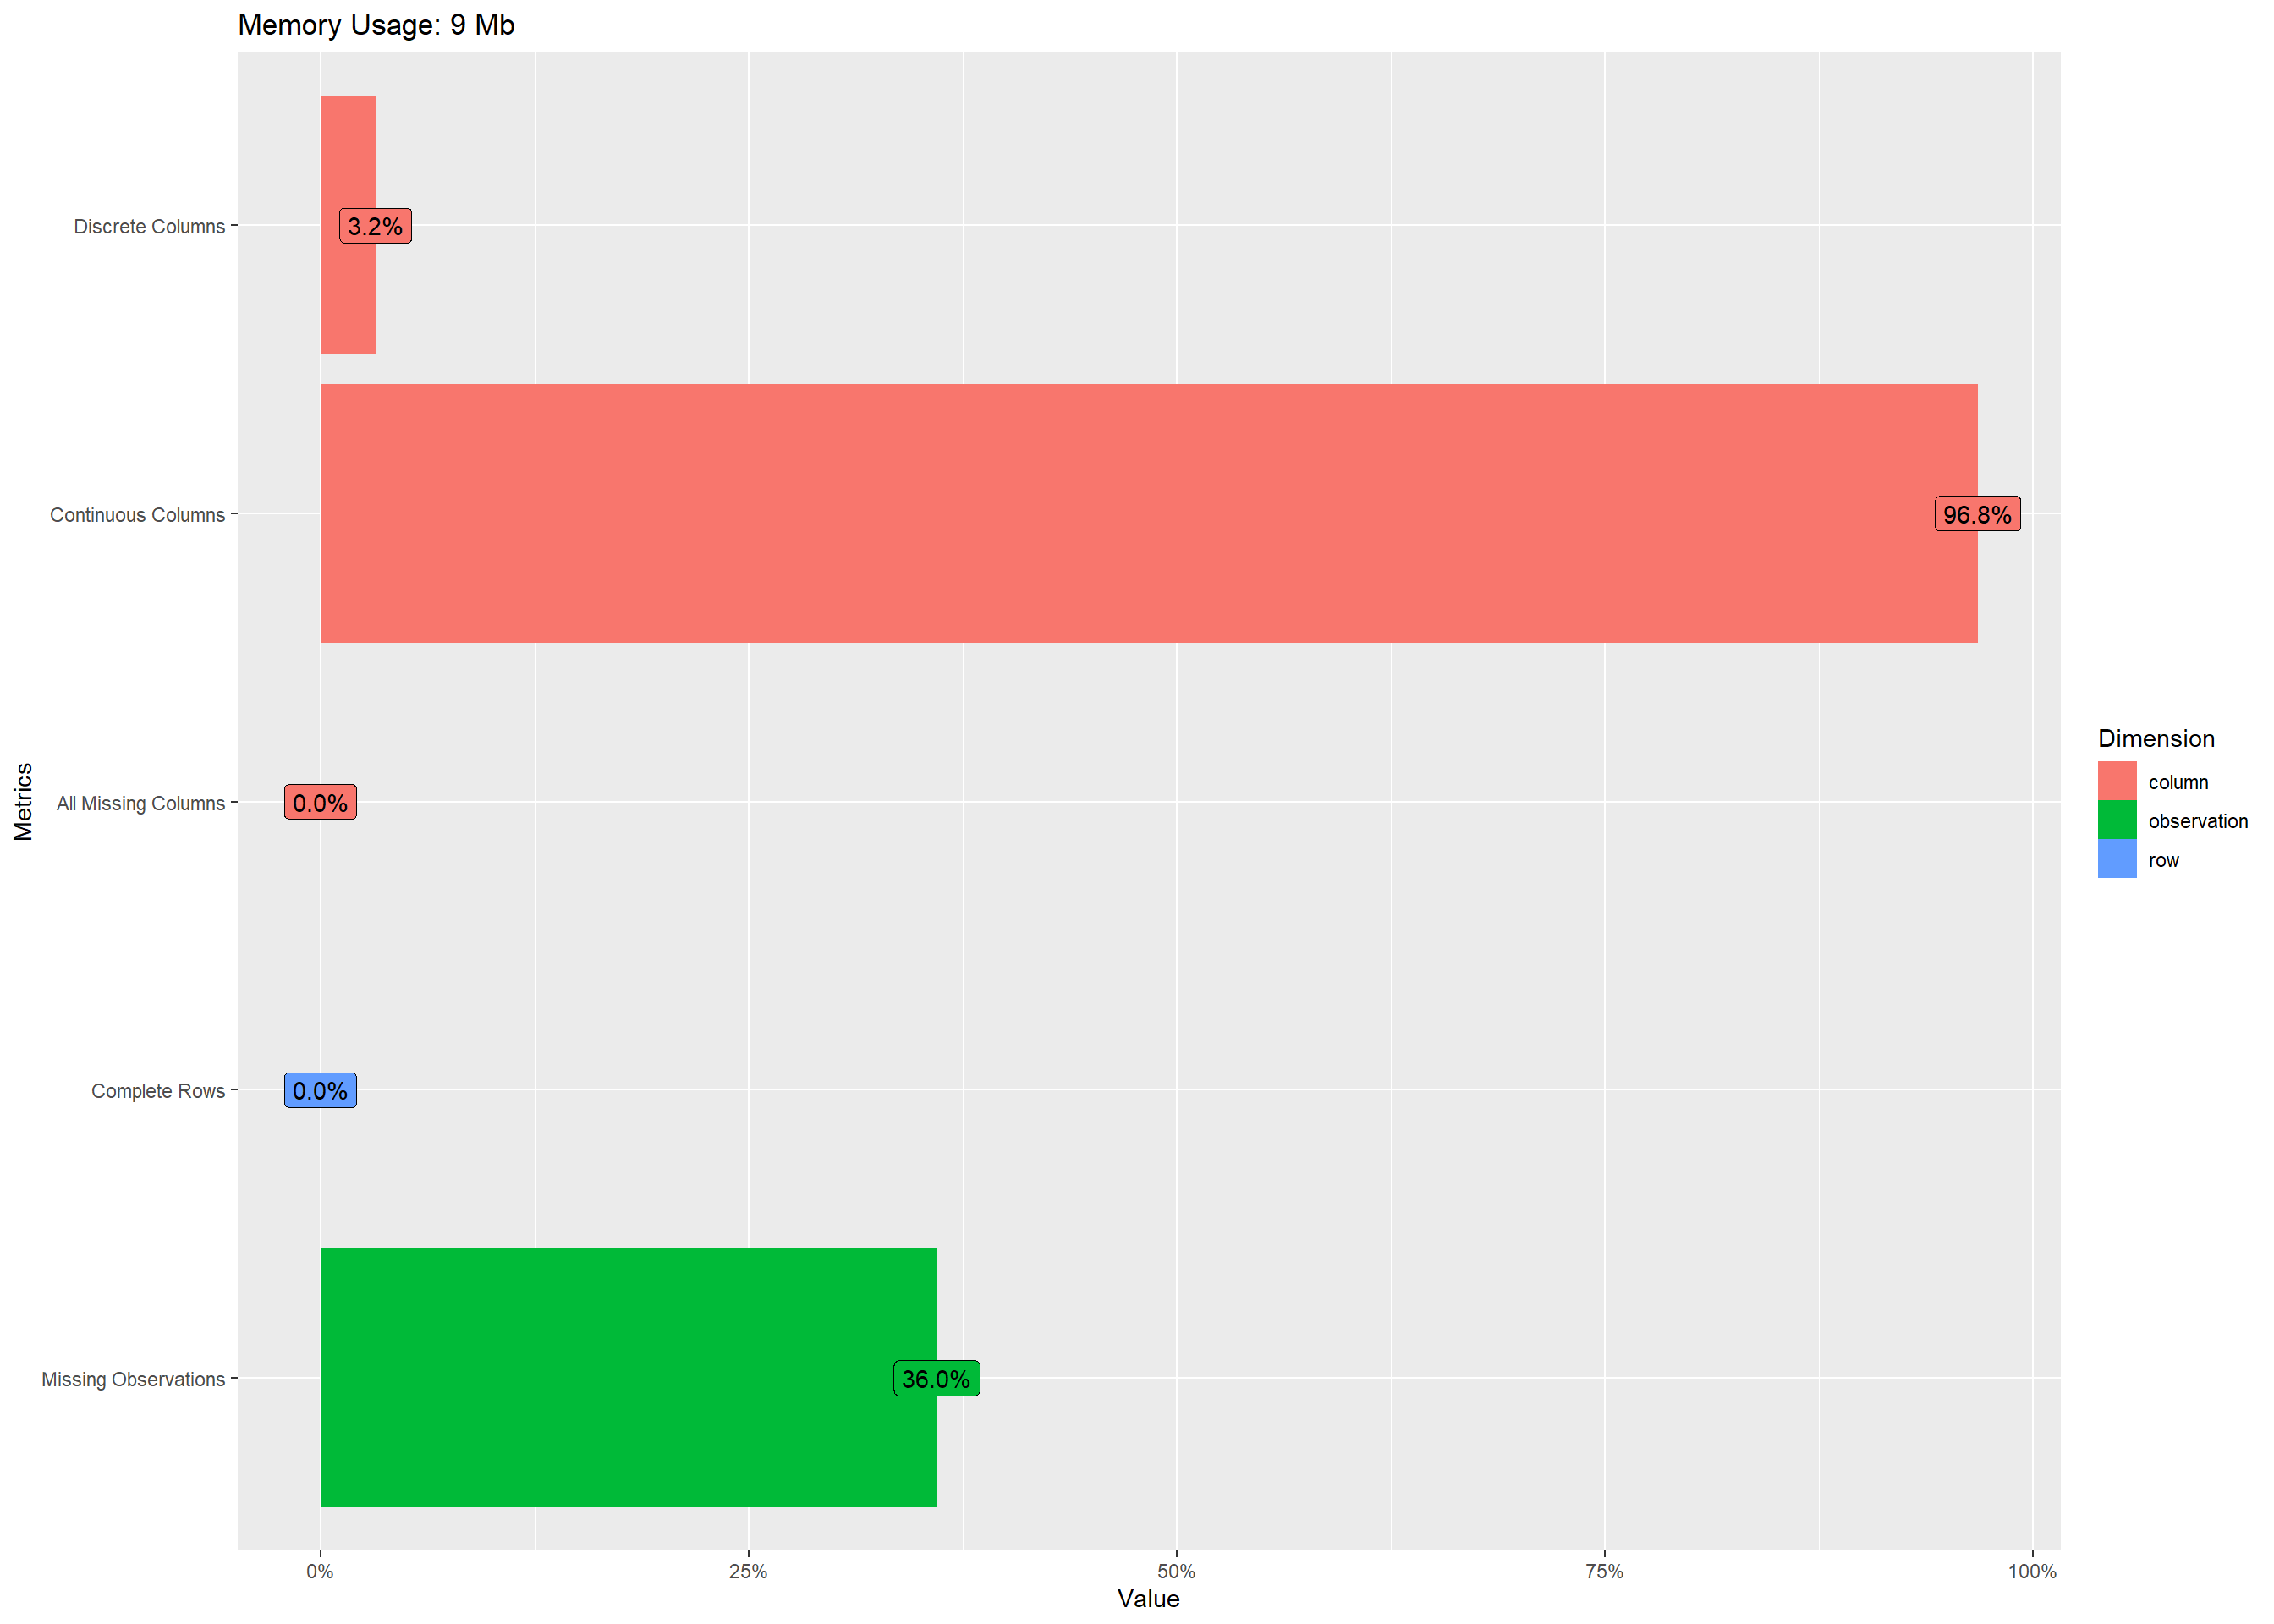 Memory Usage: 9 Mb
Discrete Columns
3.2%
Continuous Columns
96.8%
All Missing Columns
0.0%
Complete Rows
0.0%
Missing Observations
36.0%
Metrics
0%
25%
50%
75%
100%
Value
Dimension
column
observation
row